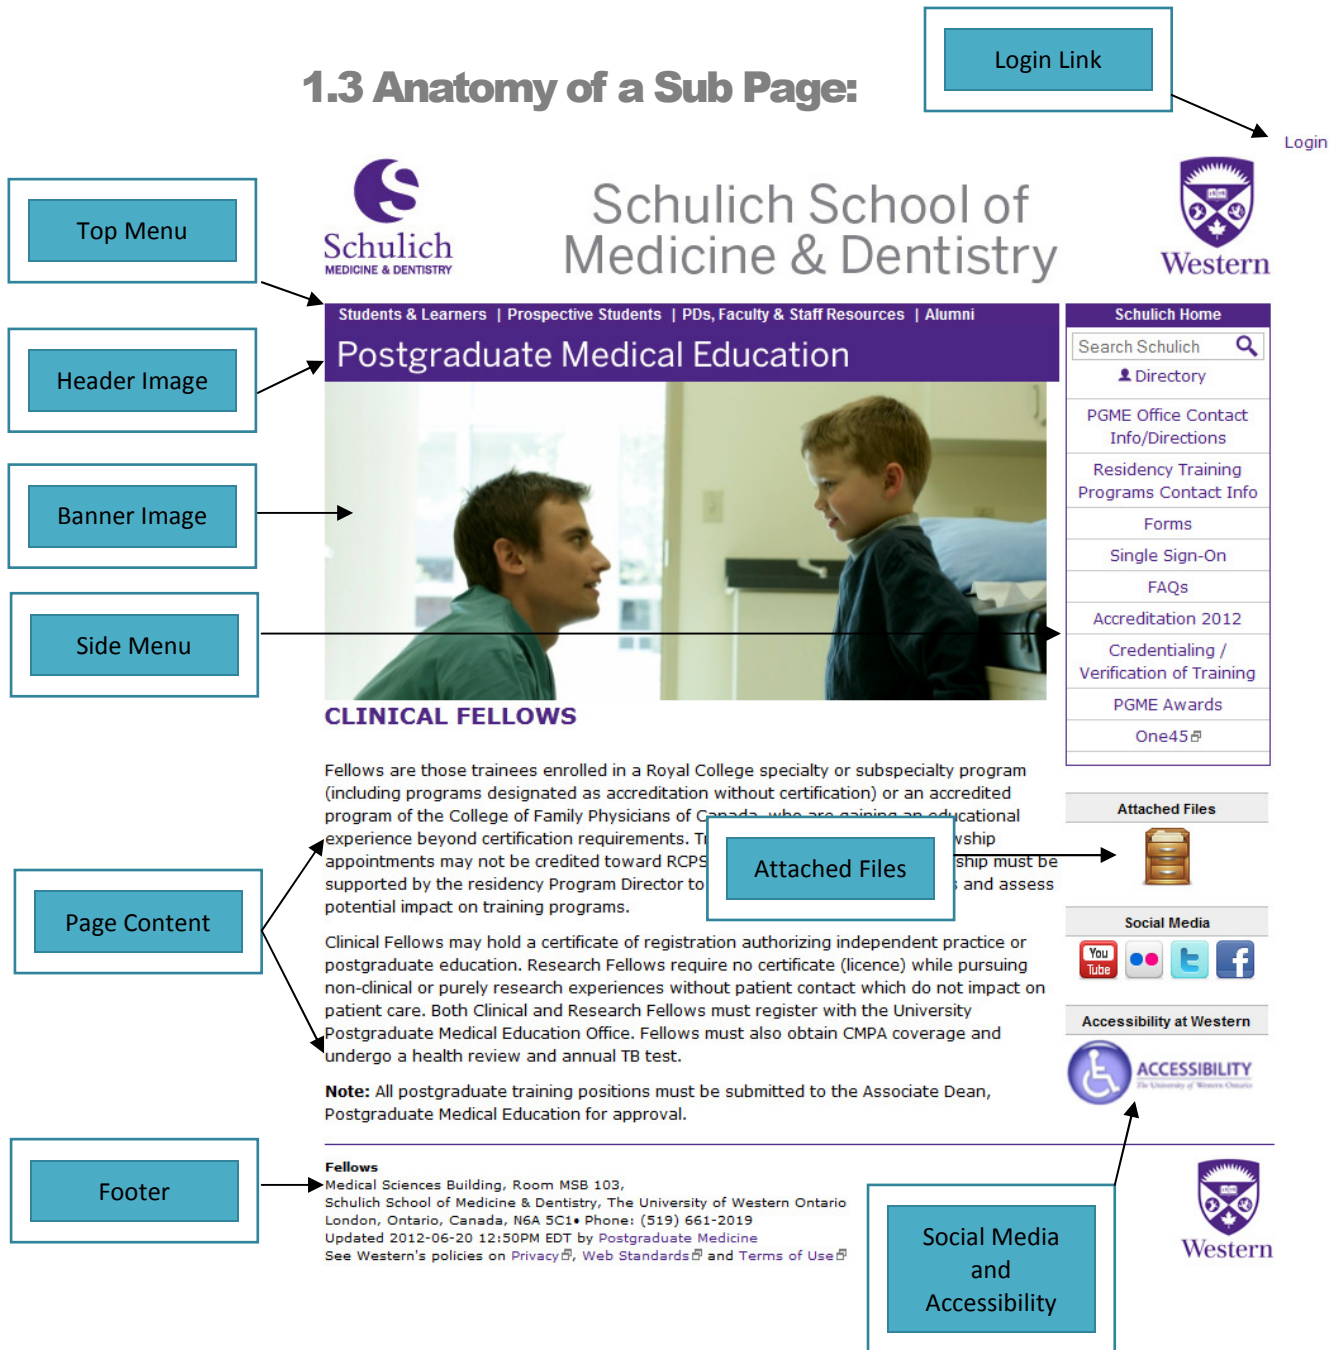 Login Link
1.3 Anatomy of a Sub Page:
Login
Schulich
MEDICINE & DENTISTRY
Schulich School of
Medicine & Dentistry
Western
Top Menu
Students & Learners | Prospective Students | PDs, Faculty & Staff Resources | Alumni
Postgraduate Medical Education
Header Image
Banner Image
Side Menu
Schulich Home
Search Schulich
Directory
PGME Office Contact
Info/Directions
Residency Training
Programs Contact Info
Forms
Single Sign-On
FAQs
Accreditation 2012
Credentialing /
Verification of Training
PGME Awards
One45
CLINICAL FELLOWS
Fellows are those trainees enrolled in a Royal College specialty or subspecialty program
(including programs designated as accreditation without certification) or an accredited
program of the College of Family Physicians of Canada, who are gaining an educational
experience beyond certification requirements.
appointments may not be credited toward must be
supported by the residency Program Director to and assess
potential impact on training programs.
Attached Files
Page Content
Clinical Fellows may hold a certificate of registration authorizing independent practice or
postgraduate education. Research Fellows require no certificate (licence) while pursuing
non-clinical or purely research experiences without patient contact which do not impact on
patient care. Both Clinical and Research Fellows must register with the University
Postgraduate Medical Education Office. Fellows must also obtain CMPA coverage and
undergo a health review and annual TB test.
Note: All postgraduate training positions must be submitted to the Associate Dean,
Postgraduate Medical Education for approval.
Attached Files
Social Media
You
Tube
Accessibility at Western
ACCESSIBILITY
The University of Western Ontario
Footer
Fellows
Medical Sciences Building, Room MSB 103,
Schulich School of Medicine & Dentistry, The University of Western Ontario
London, Ontario, Canada, N6A 5C1• Phone: (519) 661-2019
Updated 2012-06-20 12:50PM EDT by Postgraduate Medicine
See Western's policies on Privacy, Web Standards and Terms of Use
Social Media
and
Accessibility
Western